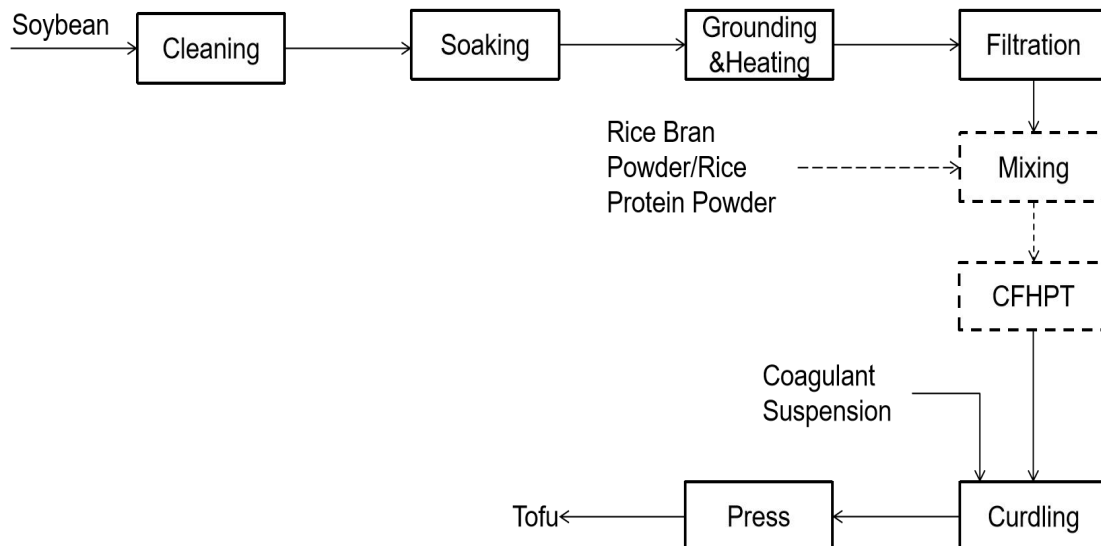 Soybean
Cleaning
Soaking
Grounding
&Heating
Filtration
Rice Bran
Powder/Rice
Protein Powder
Mixing
CFHPT
Coagulant
Suspension
Tofu
Press
Curdling